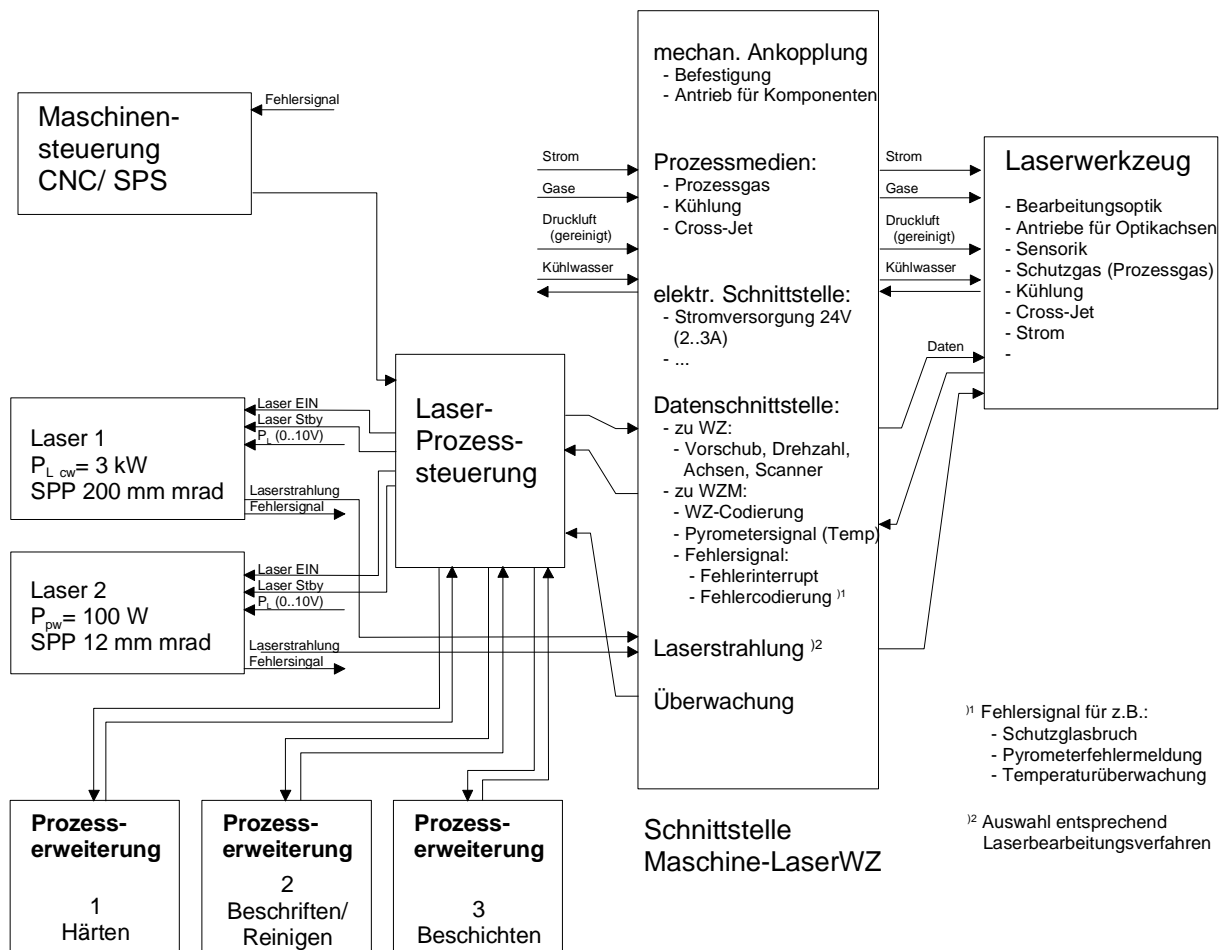 Maschinen-
steuerung
CNC/ SPS
Fehlersignal
Laser 1
P_L cw= 3 kW
SPP 200 mm mrad
Laser EIN
Laser Stby
P_L (0..10V)
Laserstrahlung
Fehlersignal
Laser 2
P_pw= 100 W
SPP 12 mm mrad
Laser EIN
Laser Stby
P_L (0..10V)
Laserstrahlung
Fehlersingal
Laser-
Prozess-
steuerung
Prozess-
erweiterung
1
Härten
Prozess-
erweiterung
2
Beschriften/
Reinigen
Prozess-
erweiterung
3
Beschichten
Strom
Gase
Druckluft
(gereinigt)
Kühlwasser
mechan. Ankopplung
- Befestigung
- Antrieb für Komponenten
Prozessmedien:
- Prozessgas
- Kühlung
- Cross-Jet
elektr. Schnittstelle:
- Stromversorgung 24V
(2..3A)
- ...
Datenschnittstelle:
- zu WZ:
- Vorschub, Drehzahl,
Achsen, Scanner
- zu WZM:
- WZ-Codierung
- Pyrometersignal (Temp)
- Fehlersignal:
- Fehlerinterrupt
- Fehlercodierung )1
Laserstrahlung )2
Überwachung
Schnittstelle
Maschine-LaserWZ
Strom
Gase
Druckluft
(gereinigt)
Kühlwasser
Daten
Laserwerkzeug
- Bearbeitungsoptik
- Antriebe für Optikachsen
- Sensorik
- Schutzgas (Prozessgas)
- Kühlung
- Cross-Jet
- Strom
-
)1 Fehlersignal für z.B.:
- Schutzglasbruch
- Pyrometerfehlermeldung
- Temperaturüberwachung
)2 Auswahl entsprechend
Laserbearbeitungsverfahren